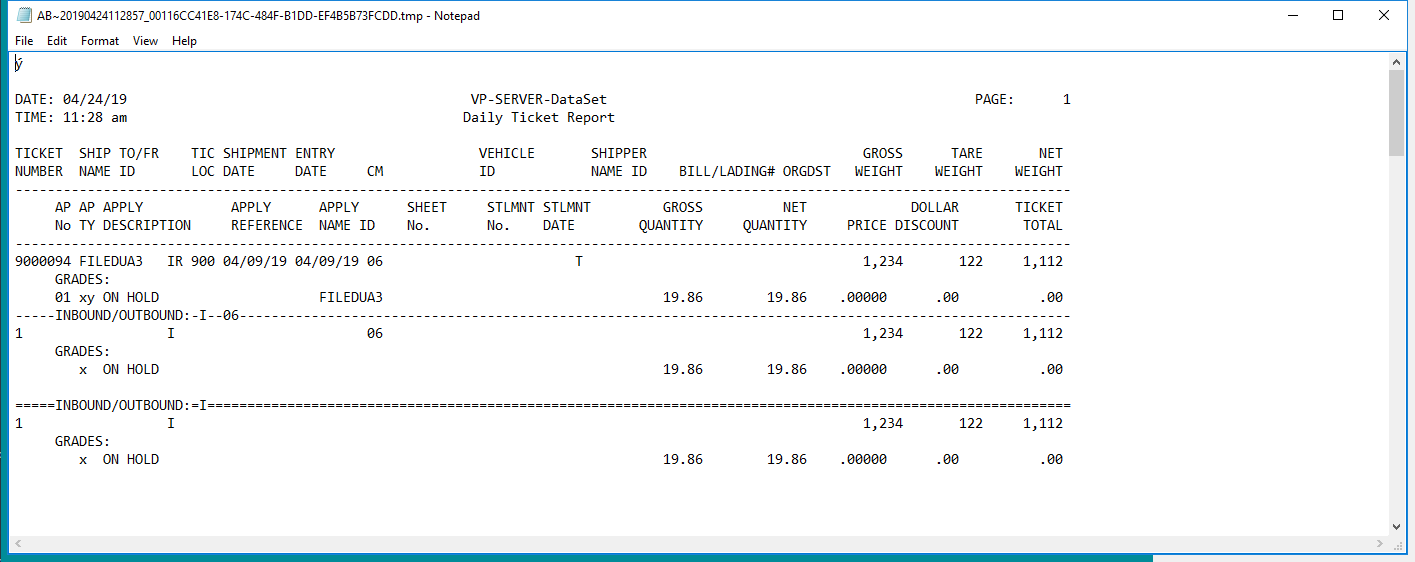 AB~20190424112857_00116CC41E8-174C-484F-B1DD-EF4B5B73FCDD.tmp - Notepad
File Edit Format View Help
ý
DATE: 04/24/19 VP-SERVER-DataSet PAGE: 1
TIME: 11:28 am Daily Ticket Report
TICKET SHIP TO/FR TIC SHIPMENT ENTRY VEHICLE SHIPPER GROSS TARE NET
NUMBER NAME ID LOC DATE DATE CM ID NAME ID BILL/LADING# ORGDST WEIGHT WEIGHT WEIGHT
------------------------------------------------------------------------------------------------------------------------------------
AP AP APPLY APPLY APPLY SHEET STLMNT STLMNT GROSS NET DOLLAR TICKET
No TY DESCRIPTION REFERENCE NAME ID No. No. DATE QUANTITY QUANTITY PRICE DISCOUNT TOTAL
------------------------------------------------------------------------------------------------------------------------------------
9000094 FILEDUA3 IR 900 04/09/19 04/09/19 06 T 1,234 122 1,112
GRADES:
01 xy ON HOLD FILEDUA3 19.86 19.86 .00000 .00 .00
-----INBOUND/OUTBOUND:-I--06--------------------------------------------------------------------------------------------------------
1 I 06 1,234 122 1,112
GRADES:
x ON HOLD 19.86 19.86 .00000 .00 .00
=====INBOUND/OUTBOUND:=I============================================================================================================
1 I 1,234 122 1,112
GRADES:
x ON HOLD 19.86 19.86 .00000 .00 .00